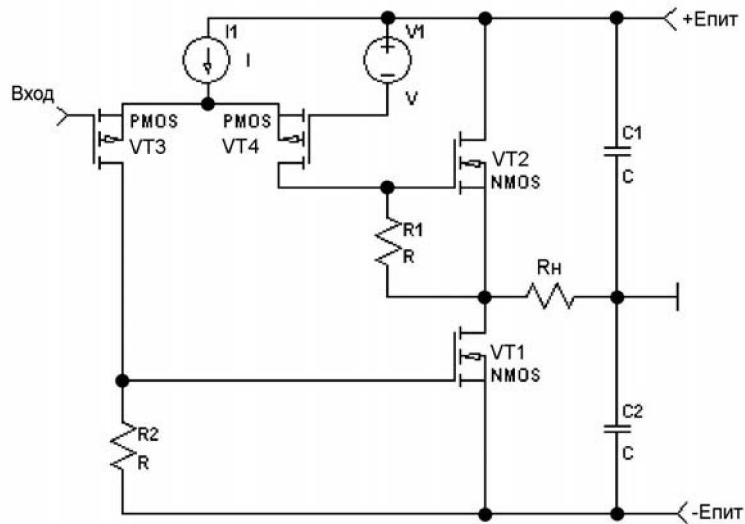 I1
I
V1
V
+Епит
Вход
PMOS
VT3
PMOS
VT4
VT2
NMOS
C1
C
R1
R
Rн
VT1
NMOS
R2
R
C2
C
-Епит